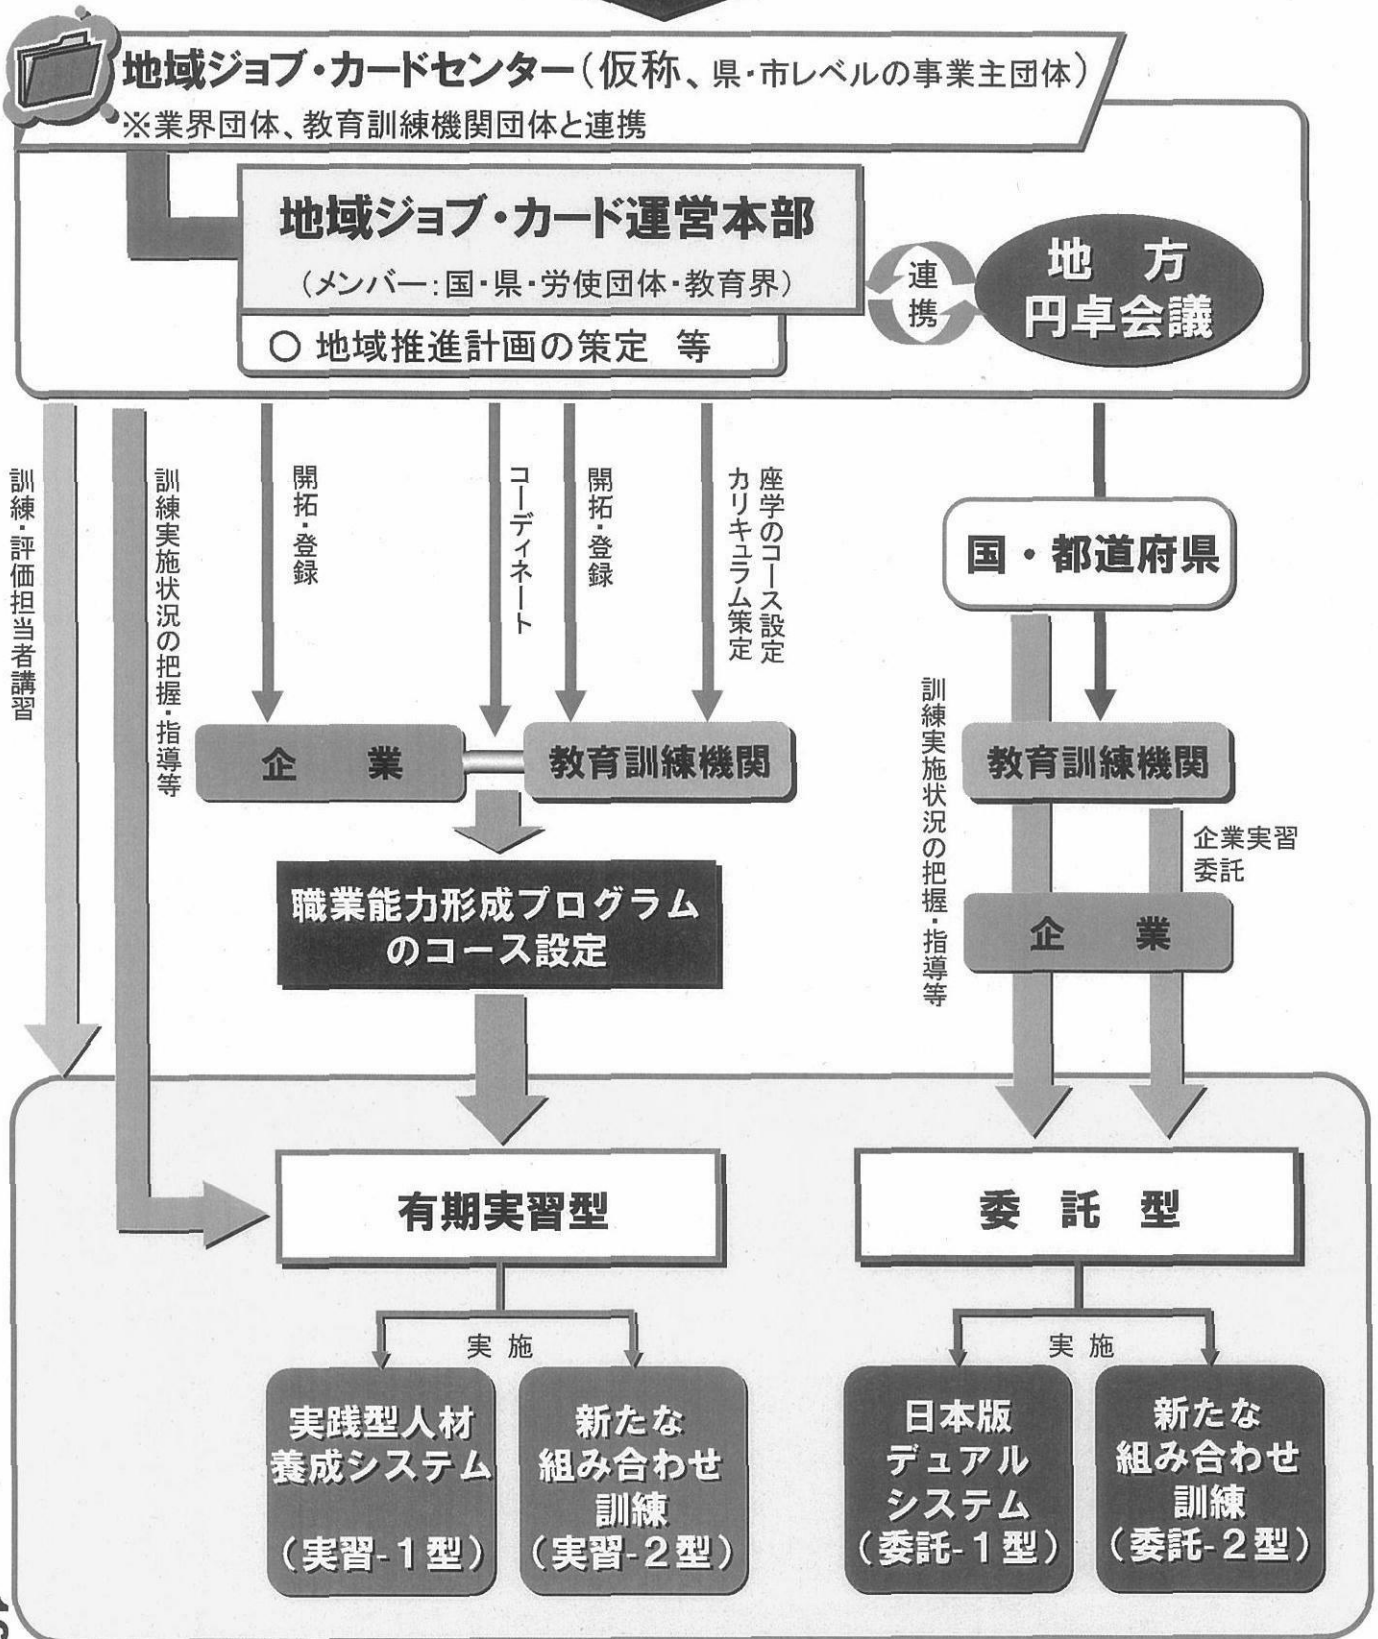 地域ジョブ・カードセンター（仮称、県・市レベルの事業主団体）
※業界団体、教育訓練機関団体と連携
地域ジョブ・カード運営本部
（メンバー：国・県・労使団体・教育界）
○ 地域推進計画の策定 等
連携
地 方
円卓会議
訓練・評価担当者講習
訓練実施状況の把握・指導等
開拓・登録
コーディネート
開拓・登録
座学のコース設定
カリキュラム策定
国・都道府県
訓練実施状況の把握・指導等
企 業
教育訓練機関
教育訓練機関
企業実習
委託
企 業
職業能力形成プログラム
のコース設定
有期実習型
委 託 型
実 施
実 施
実践型人材
養成システム
（実習-１型）
新たな
組み合わせ
訓練
（実習-２型）
日本版
デュアル
システム
（委託-１型）
新たな
組み合わせ
訓練
（委託-２型）